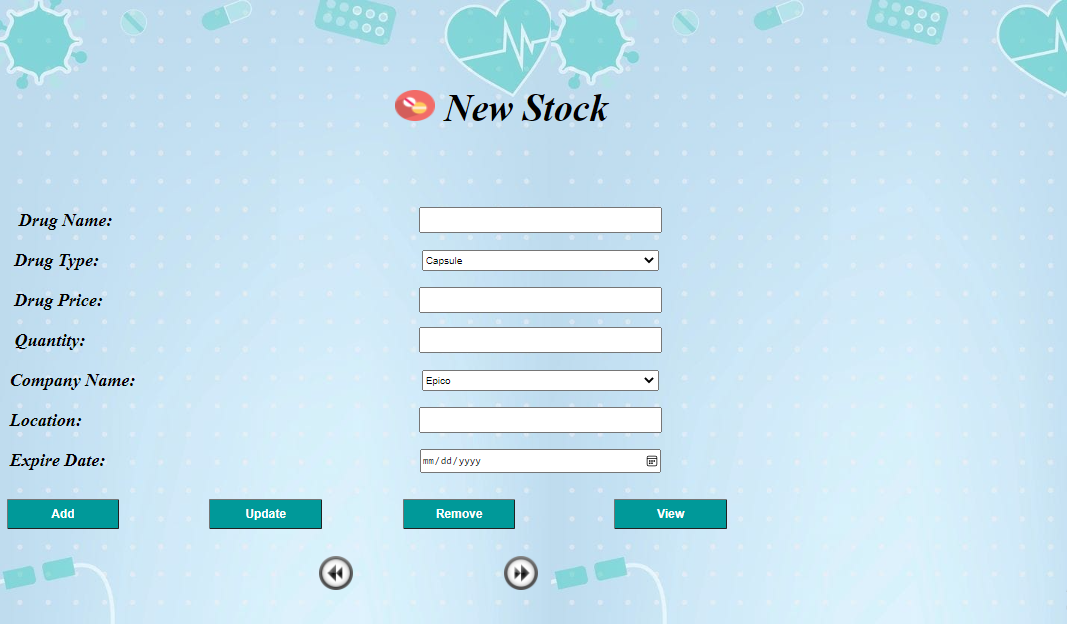 New Stock
Drug Name:
Drug Type: Capsule
Drug Price:
Quantity:
Company Name: Epico
Location:
Expire Date: mm/dd/yyyy
Add Update Remove View